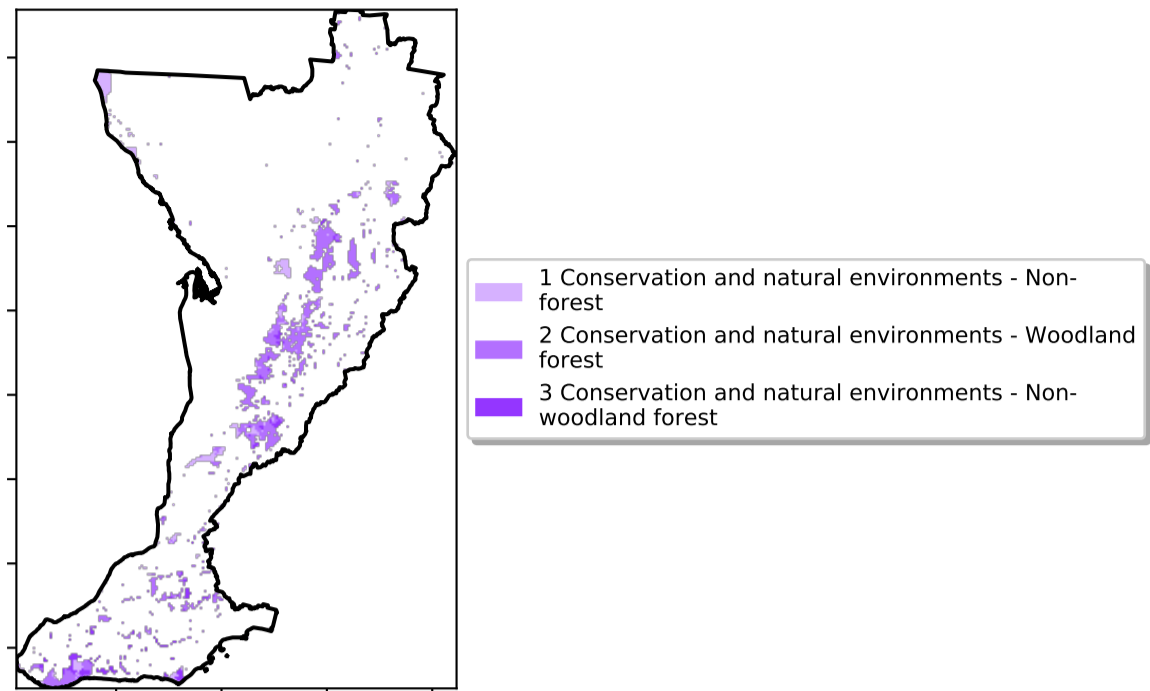 1 Conservation and natural environments - Non-
forest
2 Conservation and natural environments - Woodland
forest
3 Conservation and natural environments - Non-
woodland forest